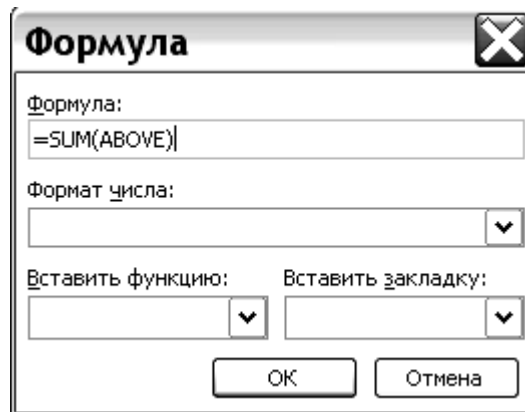 Формула
Формула:
=SUM(ABOVE)
Формат числа:
Вставить функцию: Вставить закладку:
ОК Отмена